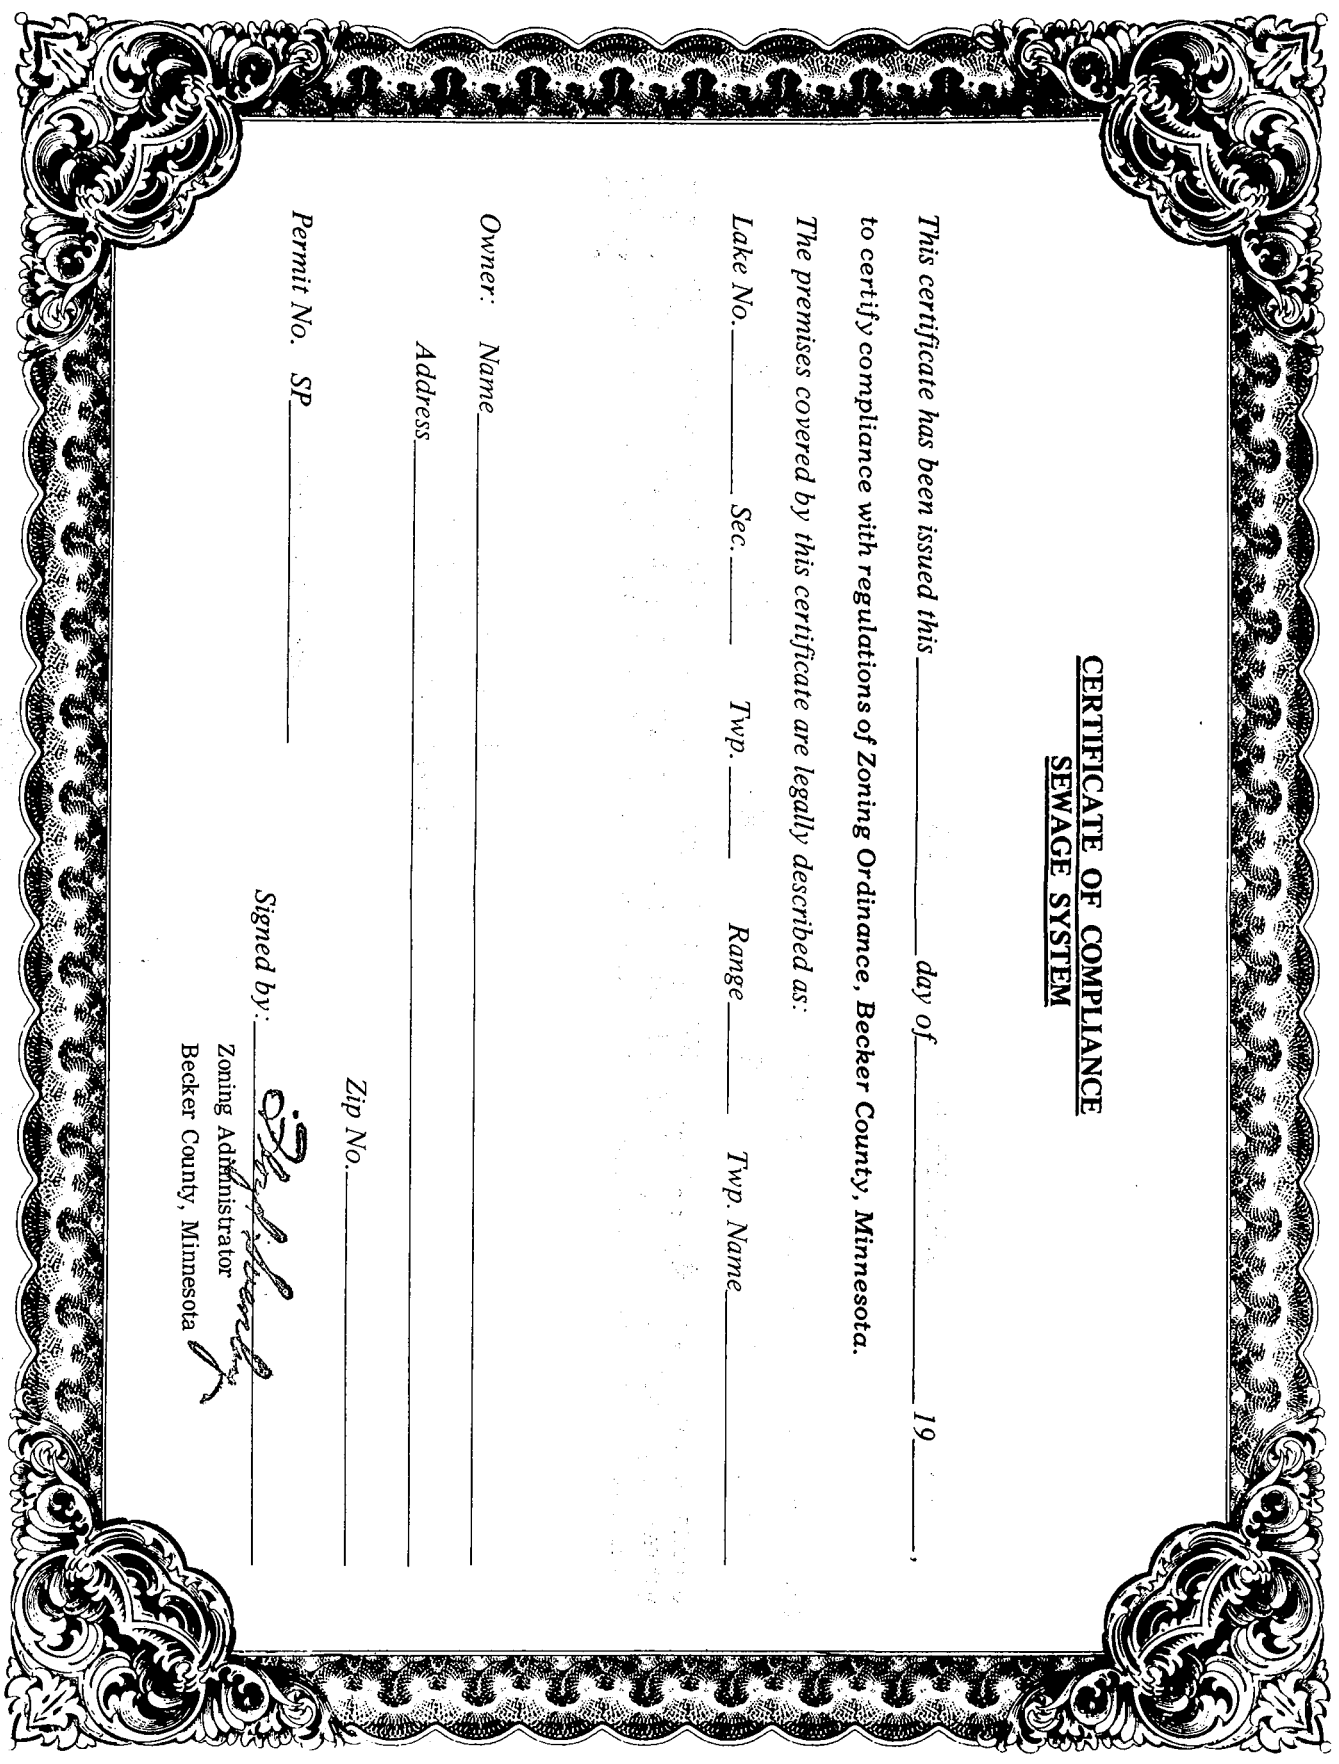 CERTIFICATE OF COMPLIANCE
SEWAGE SYSTEM
This certificate has been issued this day of 19 ,
to certify compliance with regulations of Zoning Ordinance, Becker County, Minnesota.
The premises covered by this certificate are legally described as:
Lake No. Sec. Twp. Range Twp. Name
Owner: Name
Address
Zip No.
Permit No. SP
Signed by:
Zoning Administrator
Becker County, Minnesota